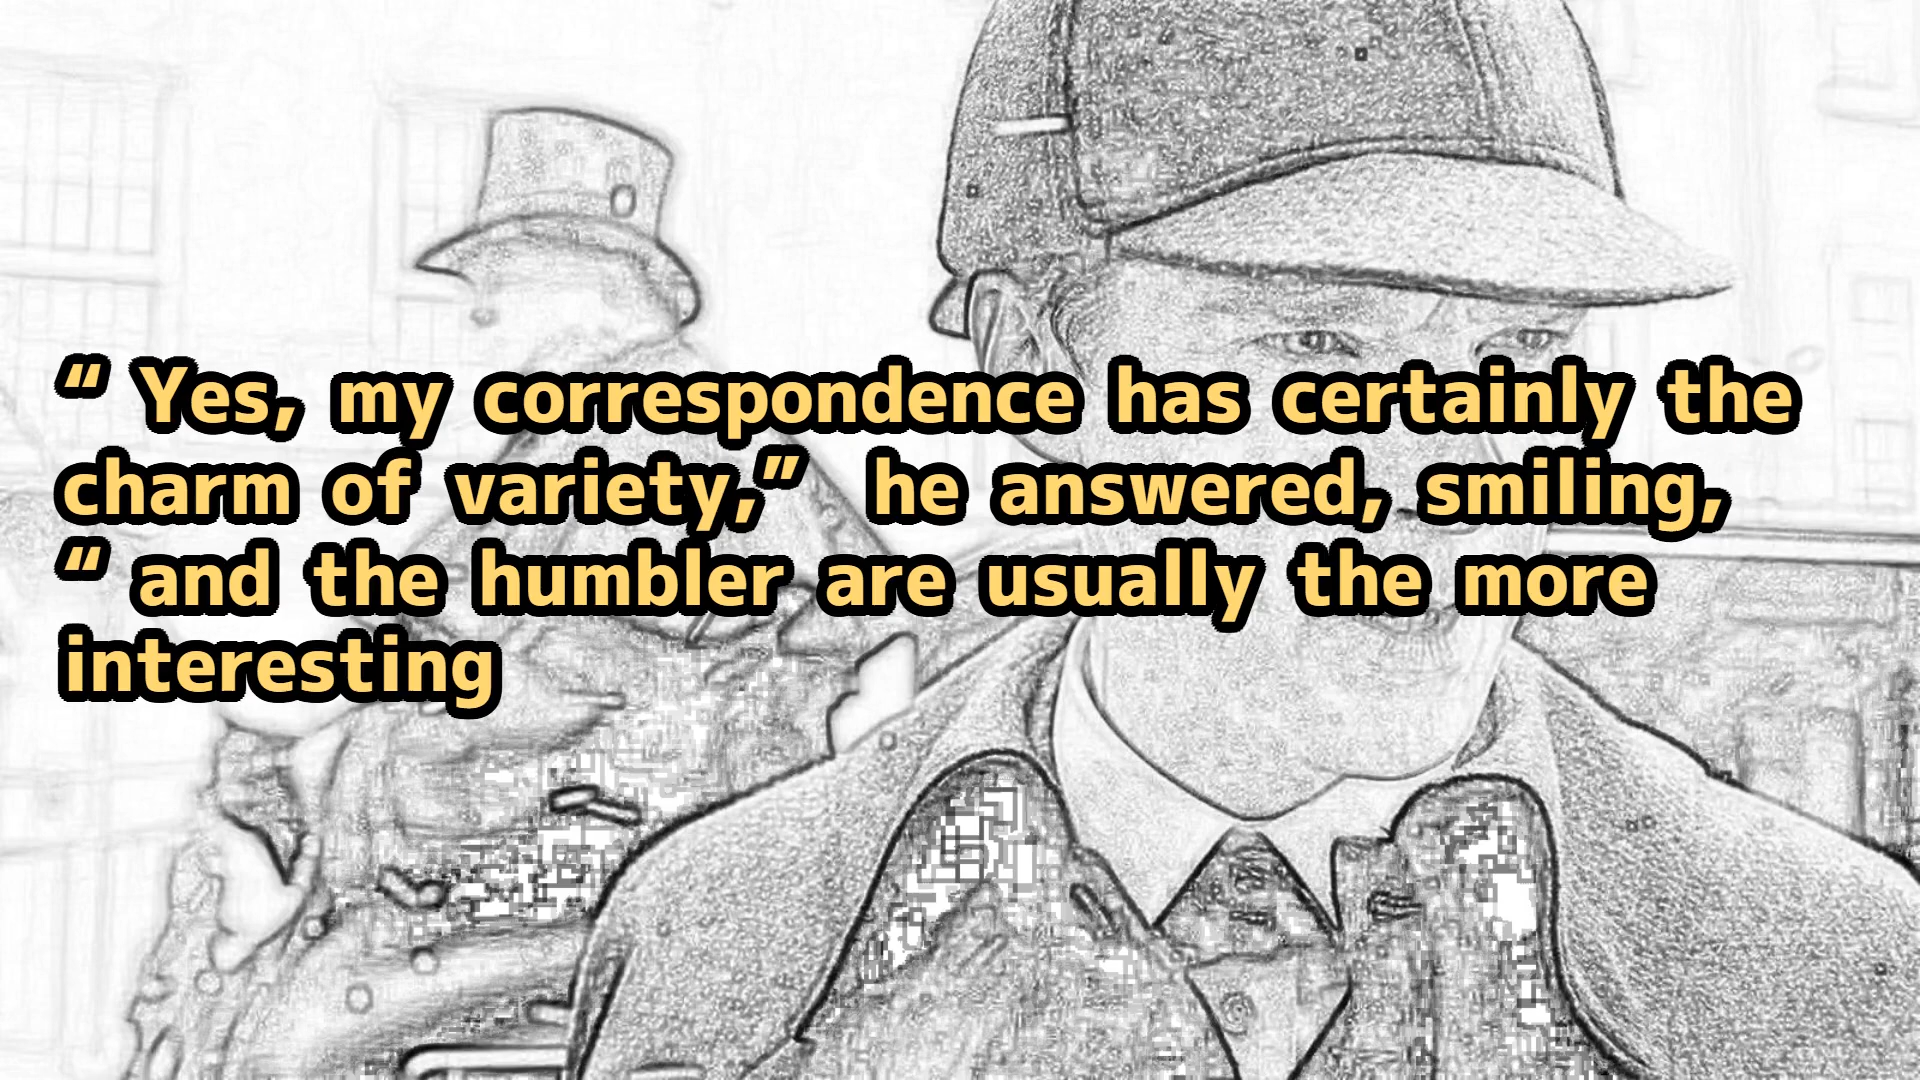 “ Yes, my correspondence has certainly the
charm of variety,” he answered, smiling,
“ and the humbler are usually the more
interesting